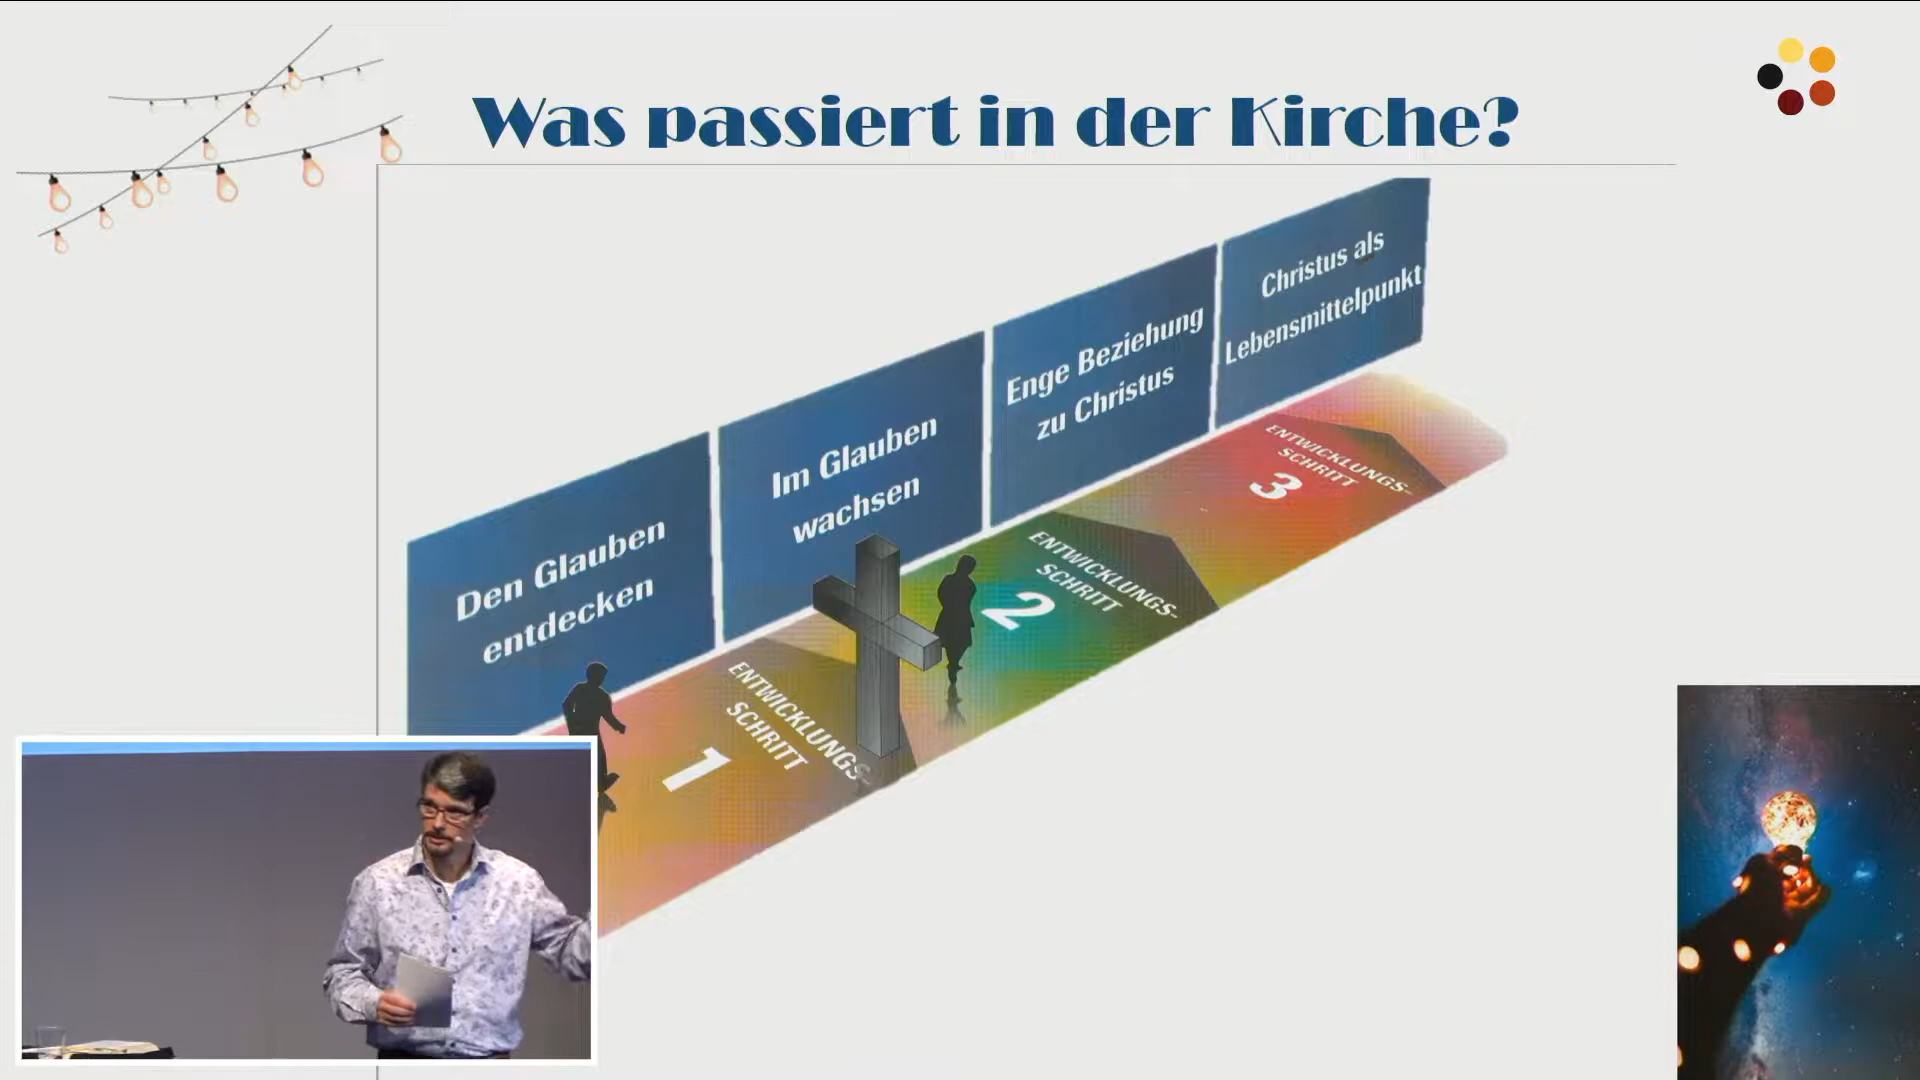 Was passiert in der Kirche?
Den Glauben
entdecken
Im Glauben
wachsen
Enge Beziehung
zu Christus
Christus als
Lebensmittelpunkt
ENTWICKLUNGS-
SCHRITT
1
ENTWICKLUNGS-
SCHRITT
2
ENTWICKLUNGS-
SCHRITT
3